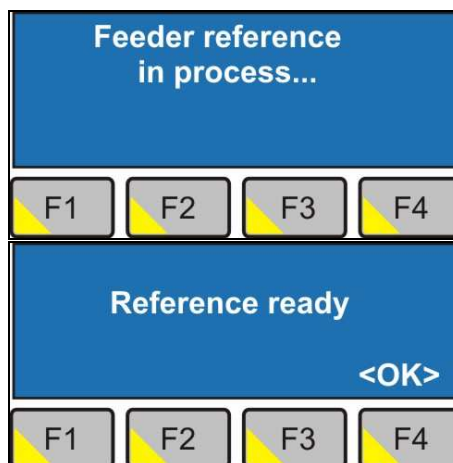 Feeder reference
in process...
F1 F2 F3 F4
Reference ready
<OK>
F1 F2 F3 F4